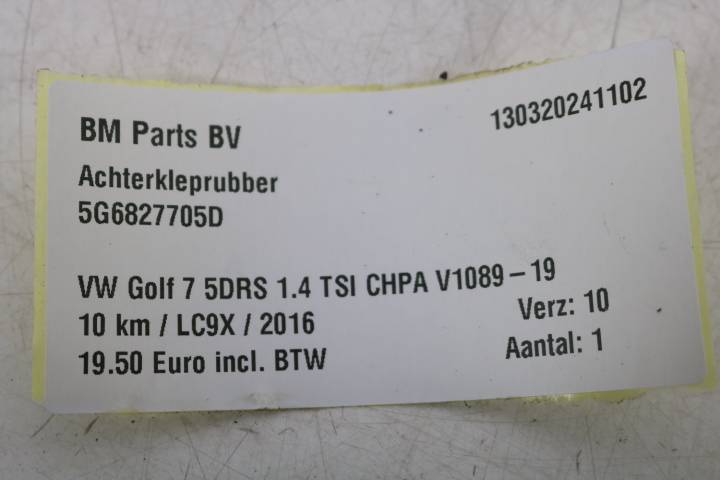 BM Parts BV
130320241102
Achterkleprubber
5G6827705D
VW Golf 7 5DRS 1.4 TSI CHPA V1089 – 19
10 km / LC9X / 2016
Verz: 10
19.50 Euro incl. BTW
Aantal: 1